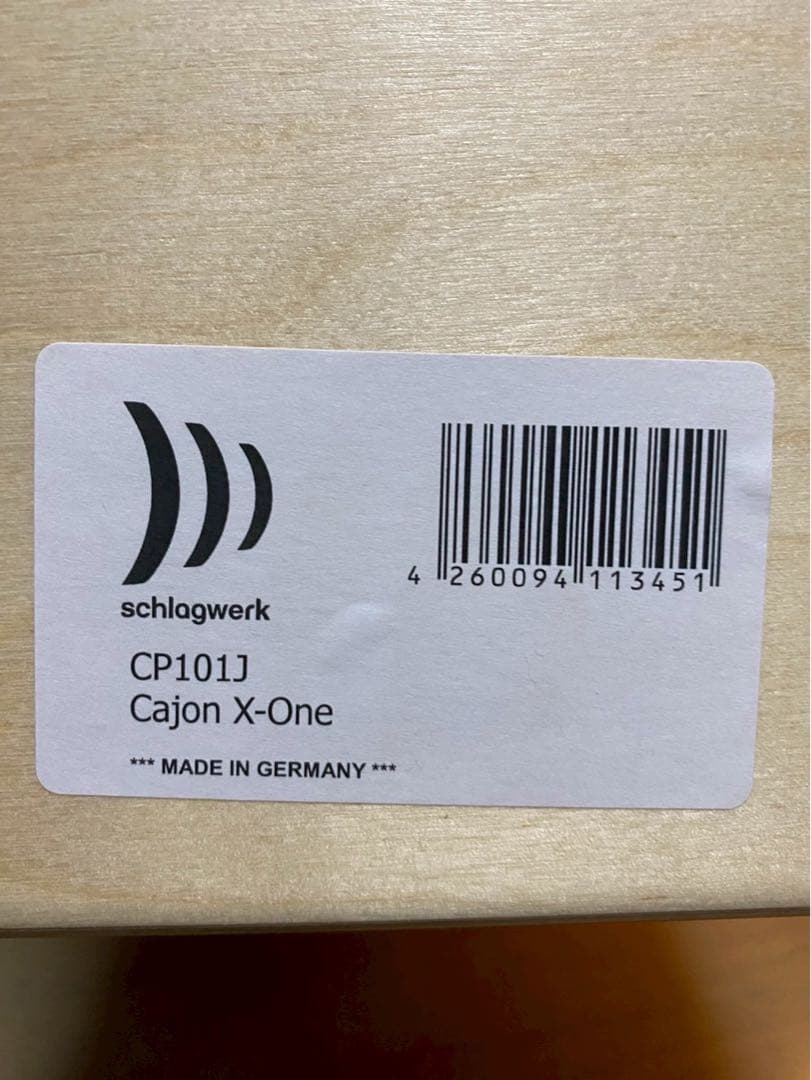 schlagwerk
4 260094 113451
CP101J
Cajon X-One
*** MADE IN GERMANY ***